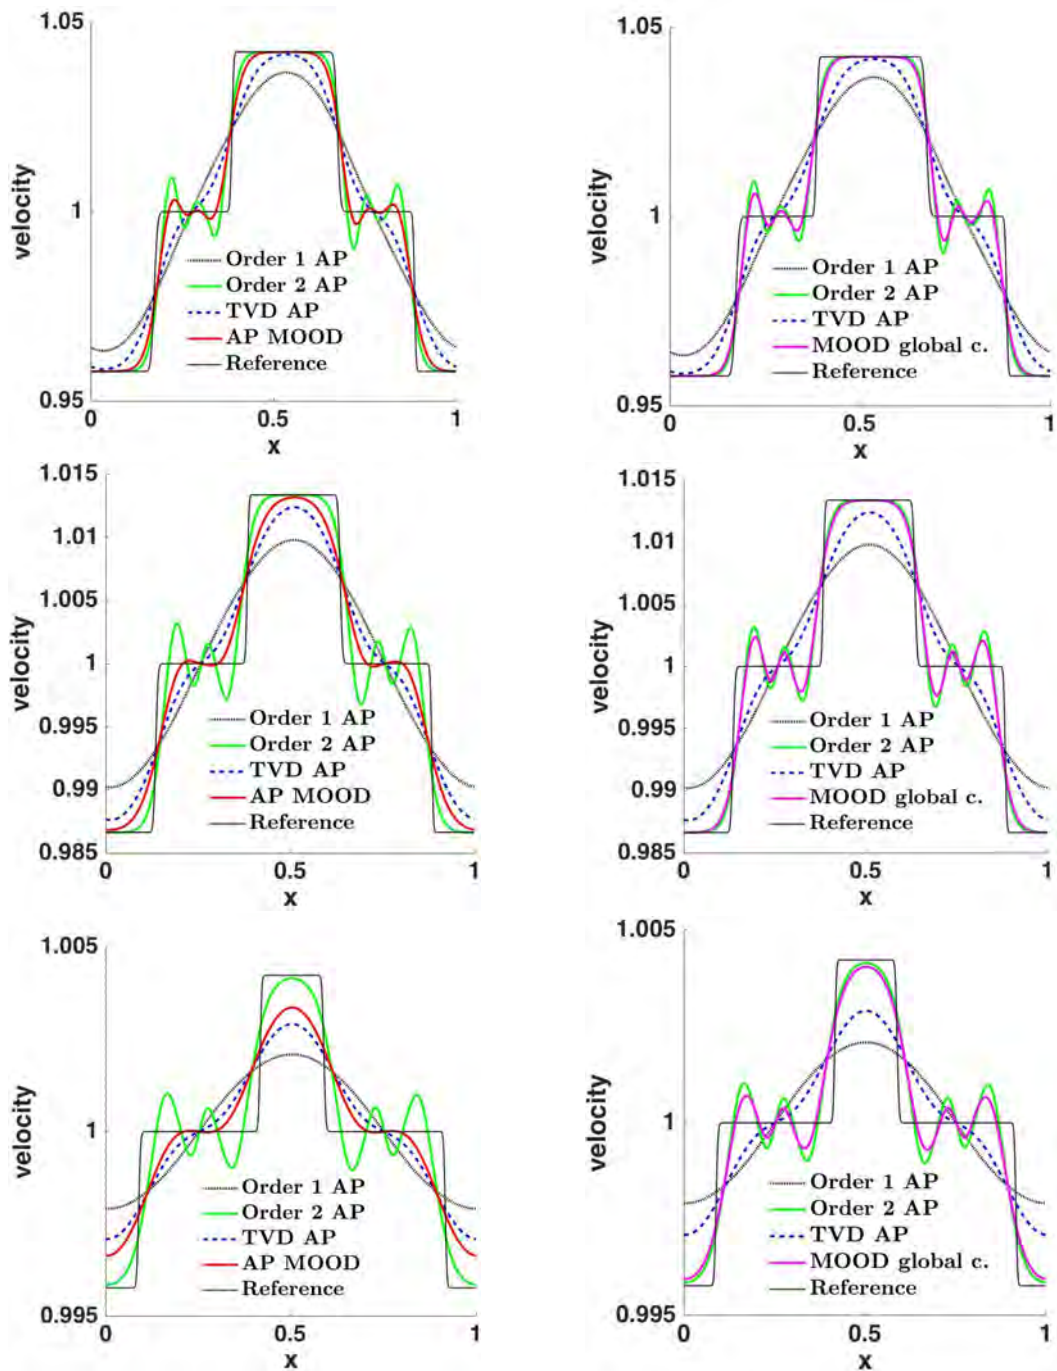 1.05
velocity
1
Order 1 AP
Order 2 AP
TVD AP
AP MOOD
Reference
0.95
0
0.5
1
x
1.05
velocity
1
Order 1 AP
Order 2 AP
TVD AP
MOOD global c.
Reference
0.95
0
0.5
1
x
1.015
1.01
1.005
velocity
1
0.995
Order 1 AP
Order 2 AP
0.99
TVD AP
AP MOOD
Reference
0.985
0
0.5
1
x
1.015
1.01
1.005
velocity
1
0.995
Order 1 AP
Order 2 AP
0.99
TVD AP
MOOD global c.
Reference
0.985
0
0.5
1
x
1.005
velocity
1
Order 1 AP
Order 2 AP
TVD AP
AP MOOD
Reference
0.995
0
0.5
1
x
1.005
velocity
1
Order 1 AP
Order 2 AP
TVD AP
MOOD global c.
Reference
0.995
0
0.5
1
x